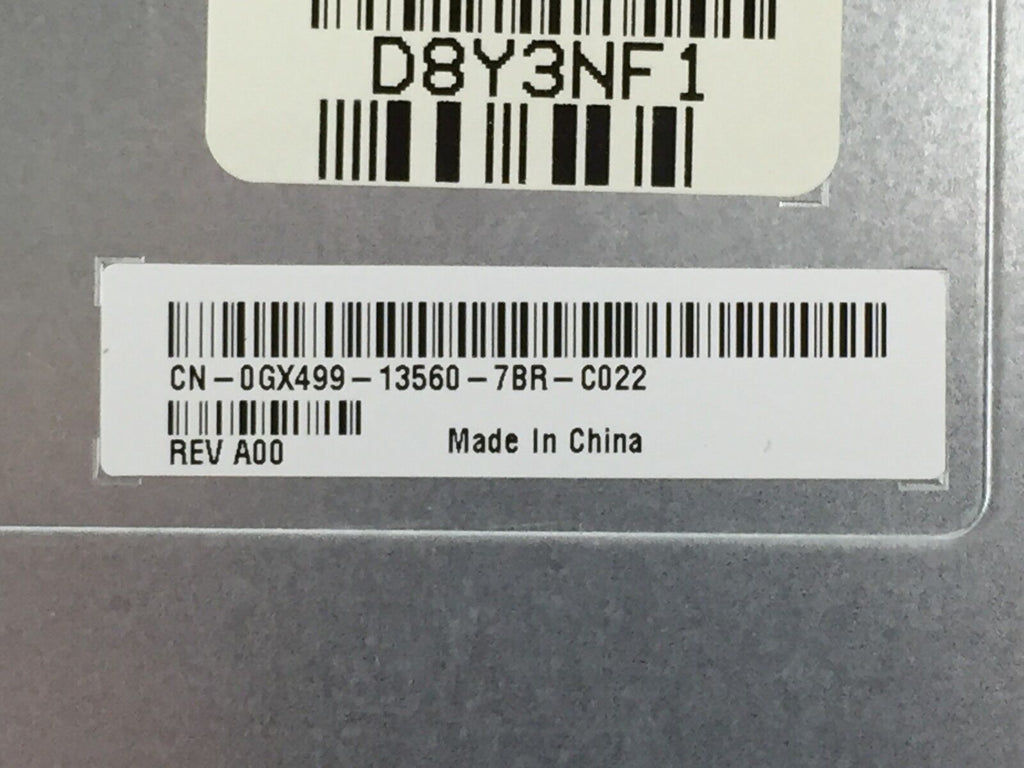 D8Y3NF1
CN-0GX499-13560-7BR-C022
REV A00
Made In China